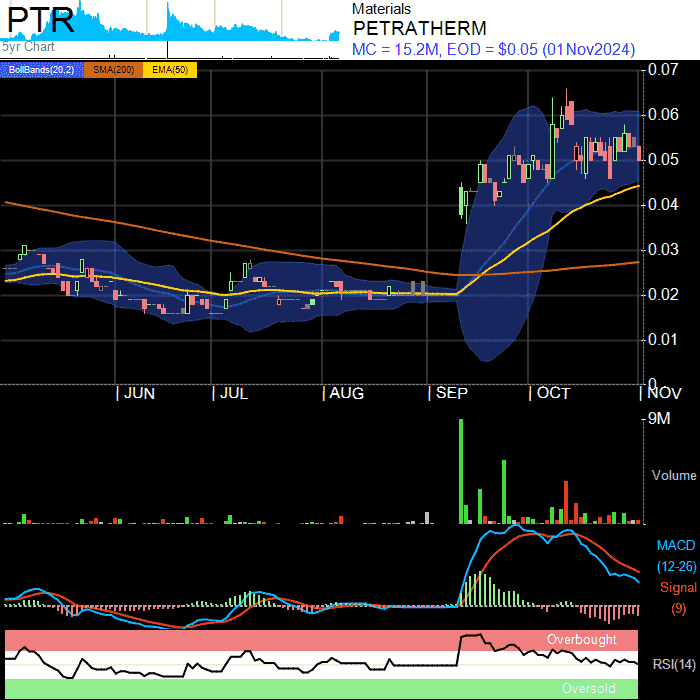 PTR
5yr Chart
Materials
PETRATHERM
MC = 15.2M, EOD = $0.05 (01Nov2024)
BollBands(20,2) SMA(200) EMA(50)
0.07
0.06
0.05
0.04
0.03
0.02
0.01
0
JUN JUL AUG SEP OCT NOV
9M
Volume
MACD
(12-26)
Signal
(9)
Overbought
RSI(14)
Oversold